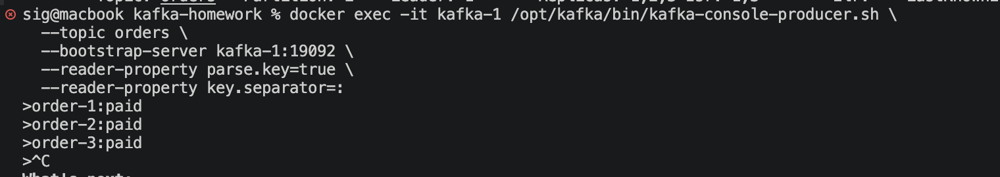 orders
sig@macbook kafka-homework % docker exec -it kafka-1 /opt/kafka/bin/kafka-console-producer.sh \
--topic orders \
--bootstrap-server kafka-1:19092 \
--reader-property parse.key=true \
--reader-property key.separator=:
>order-1:paid
>order-2:paid
>order-3:paid
>^C
What's next: